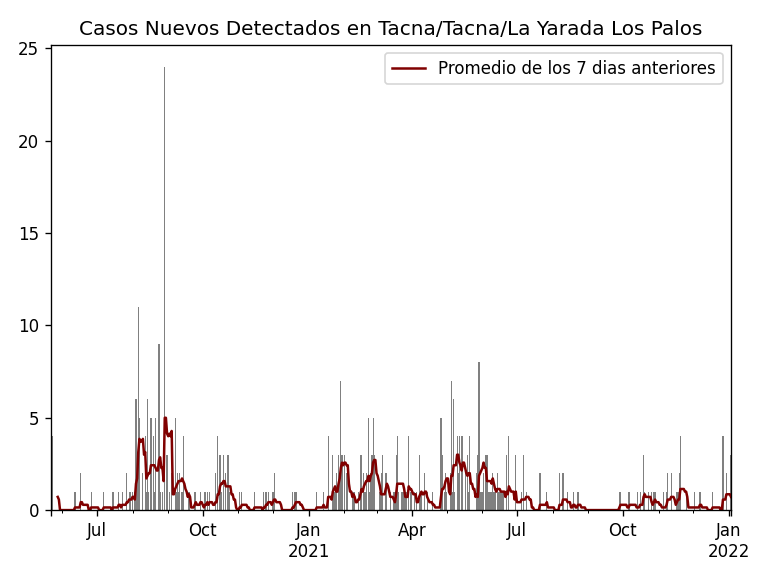 Casos Nuevos Detectados en Tacna/Tacna/La Yarada Los Palos
Promedio de los 7 dias anteriores
25
20
15
10
5
0
Jul
Oct
Jan
2021
Apr
Jul
Oct
Jan
2022